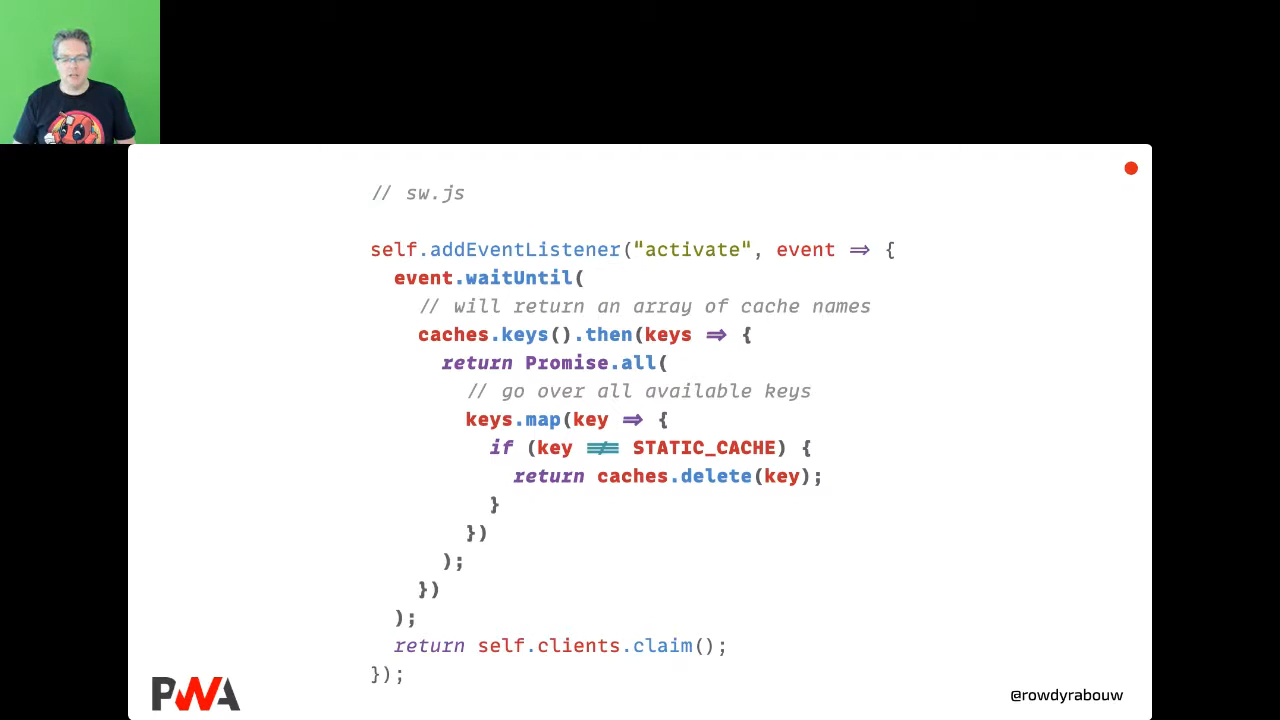 // sw.js
self.addEventListener("activate", event => {
event.waitUntil(
// will return an array of cache names
caches.keys().then(keys => {
return Promise.all(
// go over all available keys
keys.map(key => {
if (key !== STATIC_CACHE) {
return caches.delete(key);
}
})
);
})
);
return self.clients.claim();
});
PWA
@rowdyrabouw